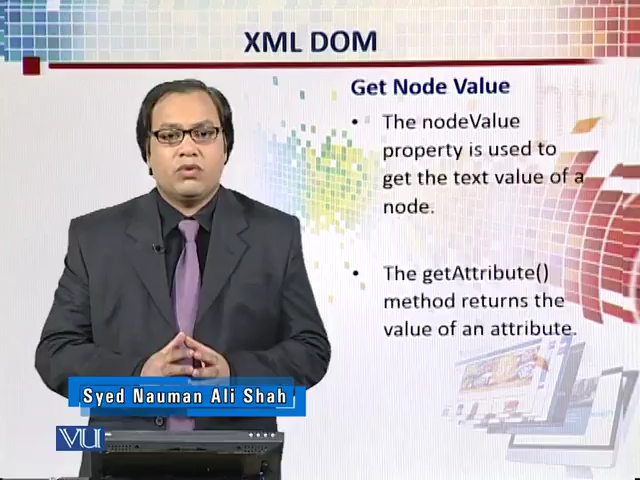 XML DOM
Get Node Value
• The nodeValue
property is used to
get the text value of a
node.
• The getAttribute()
method returns the
value of an attribute.
Syed Nauman Ali Shah
VU